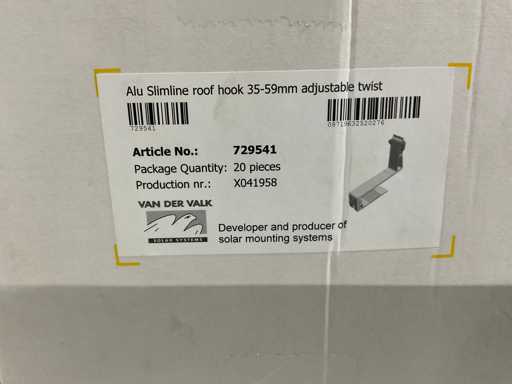 Alu Slimline roof hook 35-59mm adjustable twist
729541
08719632520276
Article No.: 729541
Package Quantity: 20 pieces
Production nr.: X041958
VAN DER VALK
SOLAR SYSTEMS
Developer and producer of
solar mounting systems